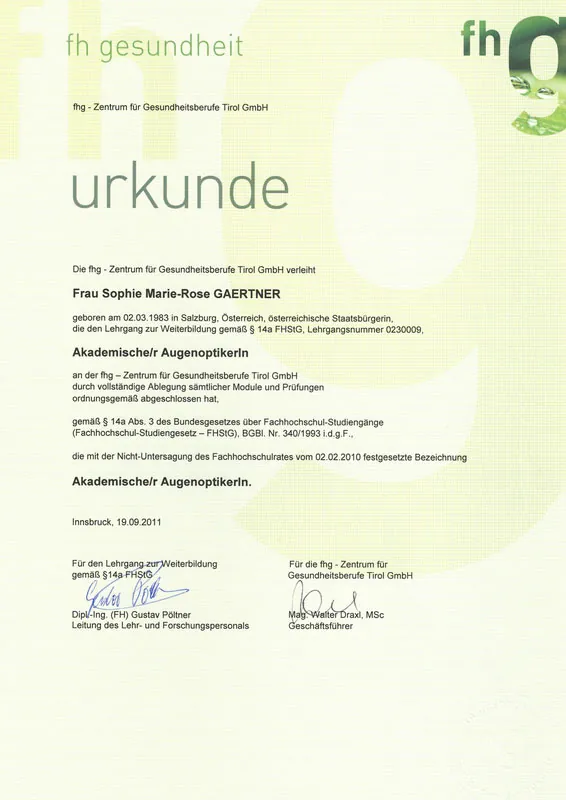 fh gesundheit
fhg
fhg - Zentrum für Gesundheitsberufe Tirol GmbH
urkunde
Die fhg - Zentrum für Gesundheitsberufe Tirol GmbH verleiht
Frau Sophie Marie-Rose GAERTNER
geboren am 02.03.1983 in Salzburg, Österreich, österreichische Staatsbürgerin,
die den Lehrgang zur Weiterbildung gemäß § 14a FHStG, Lehrgangsnummer 0230009,
Akademische/r AugenoptikerIn
an der fhg – Zentrum für Gesundheitsberufe Tirol GmbH
durch vollständige Ablegung sämtlicher Module und Prüfungen
ordnungsgemäß abgeschlossen hat,
gemäß § 14a Abs. 3 des Bundesgesetzes über Fachhochschul-Studiengänge
(Fachhochschul-Studiengesetz – FHStG), BGBl. Nr. 340/1993 i.d.g.F.,
die mit der Nicht-Untersagung des Fachhochschulrates vom 02.02.2010 festgesetzte Bezeichnung
Akademische/r AugenoptikerIn.
Innsbruck, 19.09.2011
Für den Lehrgang zur Weiterbildung
gemäß §14a FHStG
Dipl.-Ing. (FH) Gustav Pöltner
Leitung des Lehr- und Forschungspersonals
Für die fhg - Zentrum für
Gesundheitsberufe Tirol GmbH
Mag. Walter Draxl, MSc
Geschäftsführer